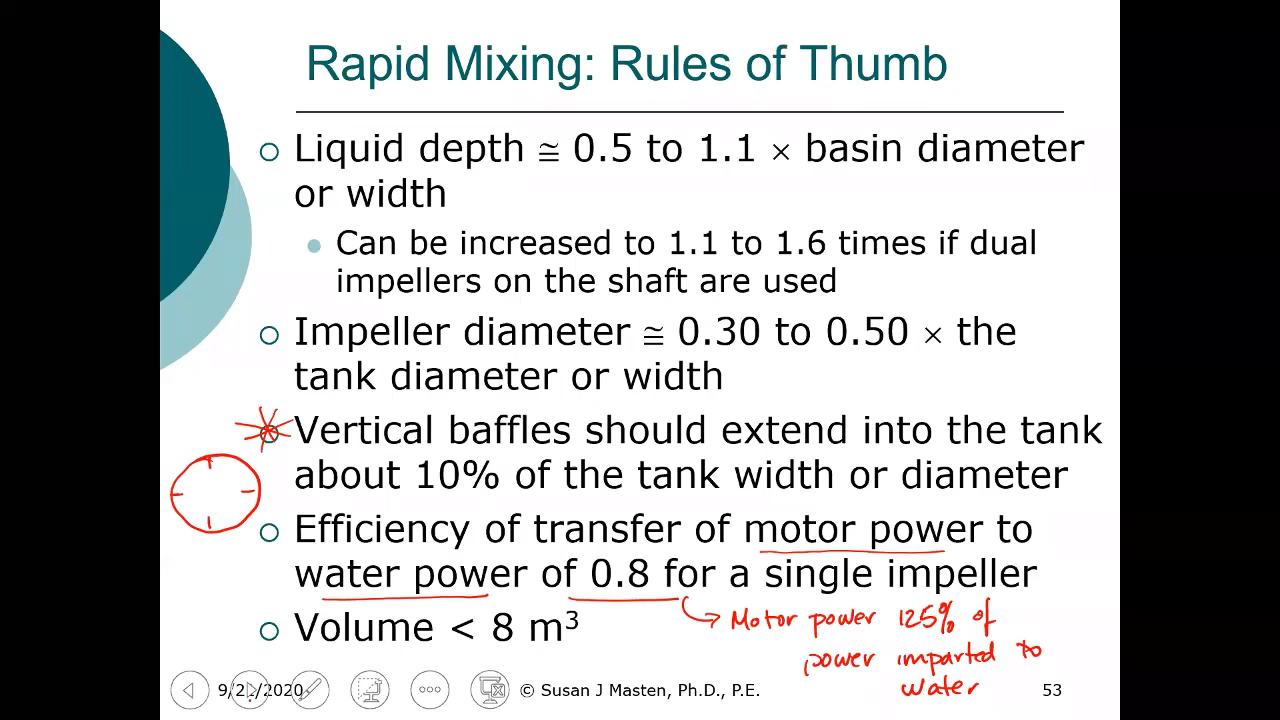 Rapid Mixing: Rules of Thumb
Liquid depth ≅ 0.5 to 1.1 × basin diameter
or width
Can be increased to 1.1 to 1.6 times if dual
impellers on the shaft are used
Impeller diameter ≅ 0.30 to 0.50 × the
tank diameter or width
Vertical baffles should extend into the tank
about 10% of the tank width or diameter
Efficiency of transfer of motor power to
water power of 0.8 for a single impeller
Volume < 8 m³
Motor power 125% of
power imparted to
water
© Susan J Masten, Ph.D., P.E.
53